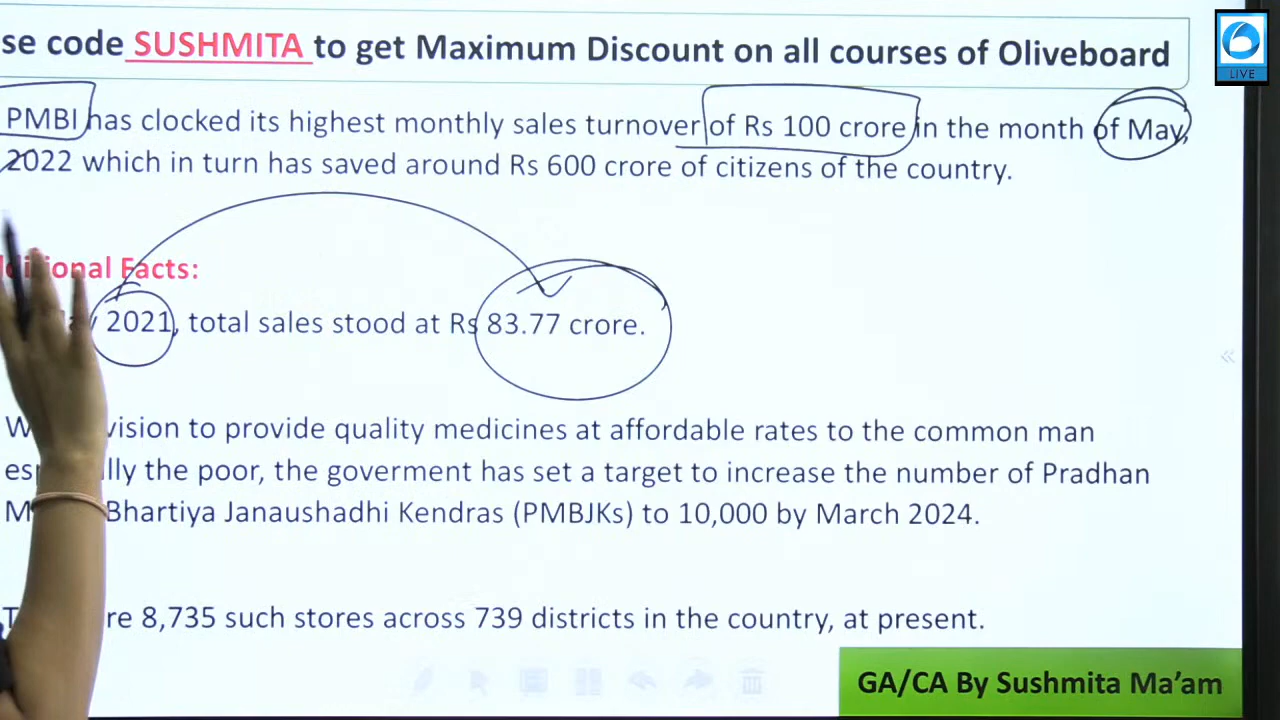 se code SUSHMITA to get Maximum Discount on all courses of Oliveboard
LIVE
PMBI has clocked its highest monthly sales turnover of Rs 100 crore in the month of May,
2022 which in turn has saved around Rs 600 crore of citizens of the country.
Facts:
2021, total sales stood at Rs 83.77 crore.
vision to provide quality medicines at affordable rates to the common man
the poor, the goverment has set a target to increase the number of Pradhan
Bhartiya Janaushadhi Kendras (PMBJKs) to 10,000 by March 2024.
8,735 such stores across 739 districts in the country, at present.
GA/CA By Sushmita Ma'am